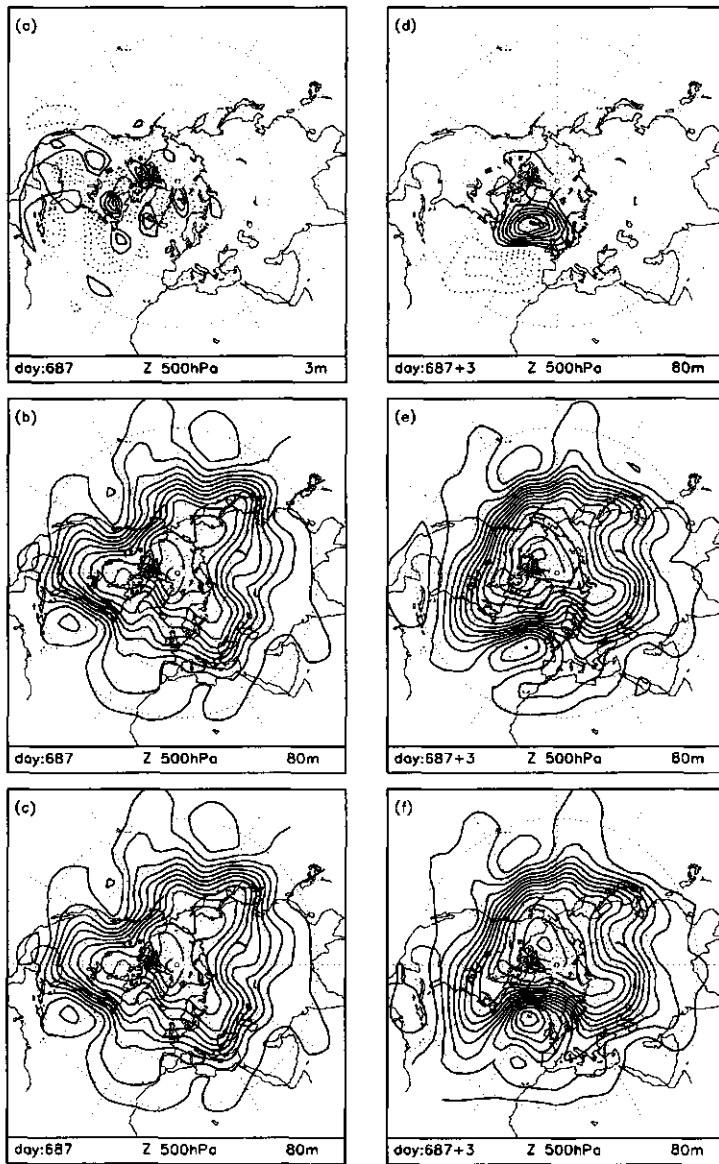 (a)
day:687 Z 500hPa 3m
(b)
day:687 Z 500hPa 80m
(c)
day:687 Z 500hPa 80m
(d)
day:687+3 Z 500hPa 80m
(e)
day:687+3 Z 500hPa 80m
(f)
day:687+3 Z 500hPa 80m